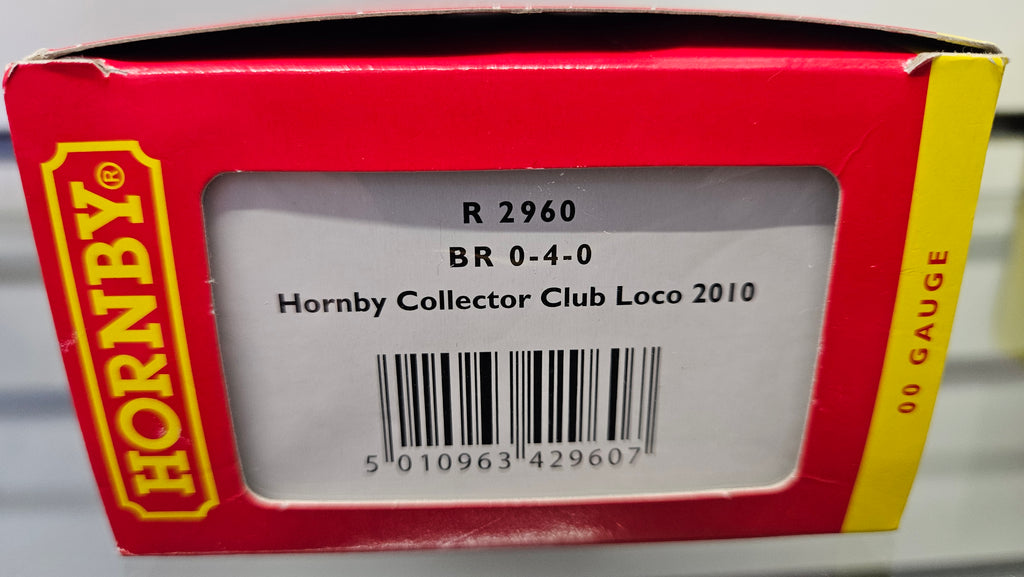 HORNBY®
R 2960
BR 0-4-0
Hornby Collector Club Loco 2010
5 010963 429607
00 GAUGE